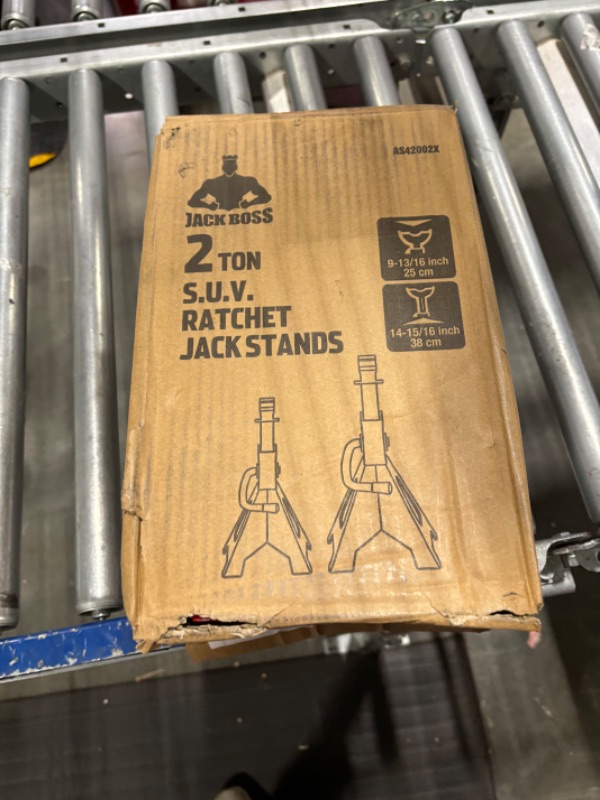 AS42002X
JACK BOSS
2 TON
S.U.V.
RATCHET
JACK STANDS
9-13/16 inch
25 cm
14-15/16 inch
38 cm